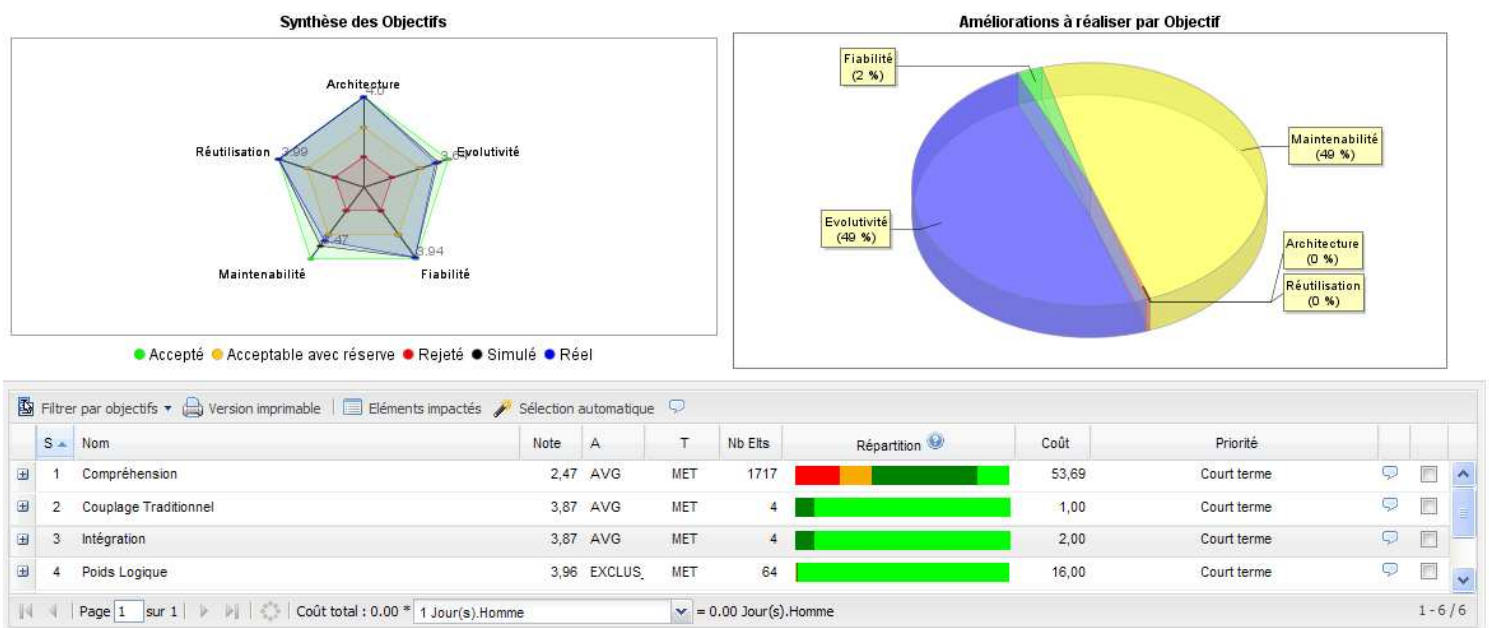 Synthèse des Objectifs
Architecture
4.0
Réutilisation
3.99
Evolutivité
Maintenabilité
Fiabilité
3.94
Accepté Acceptable avec réserve Rejeté Simulé Réel
Améliorations à réaliser par Objectif
Fiabilité
(2 %)
Maintenabilité
(49 %)
Evolutivité
(49 %)
Architecture
(0 %)
Réutilisation
(0 %)
Filtrer par objectifs Version imprimable Eléments impactés Sélection automatique
S Nom Note A T Nb Elts Répartition Coût Priorité
1 Compréhension 2,47 AVG MET 1717 53,69 Court terme
2 Couplage Traditionnel 3,87 AVG MET 4 1,00 Court terme
3 Intégration 3,87 AVG MET 4 2,00 Court terme
4 Poids Logique 3,96 EXCLUS_ MET 64 16,00 Court terme
Page 1 sur 1 Coût total : 0.00 * 1 Jour(s).Homme = 0.00 Jour(s).Homme 1 - 6 / 6